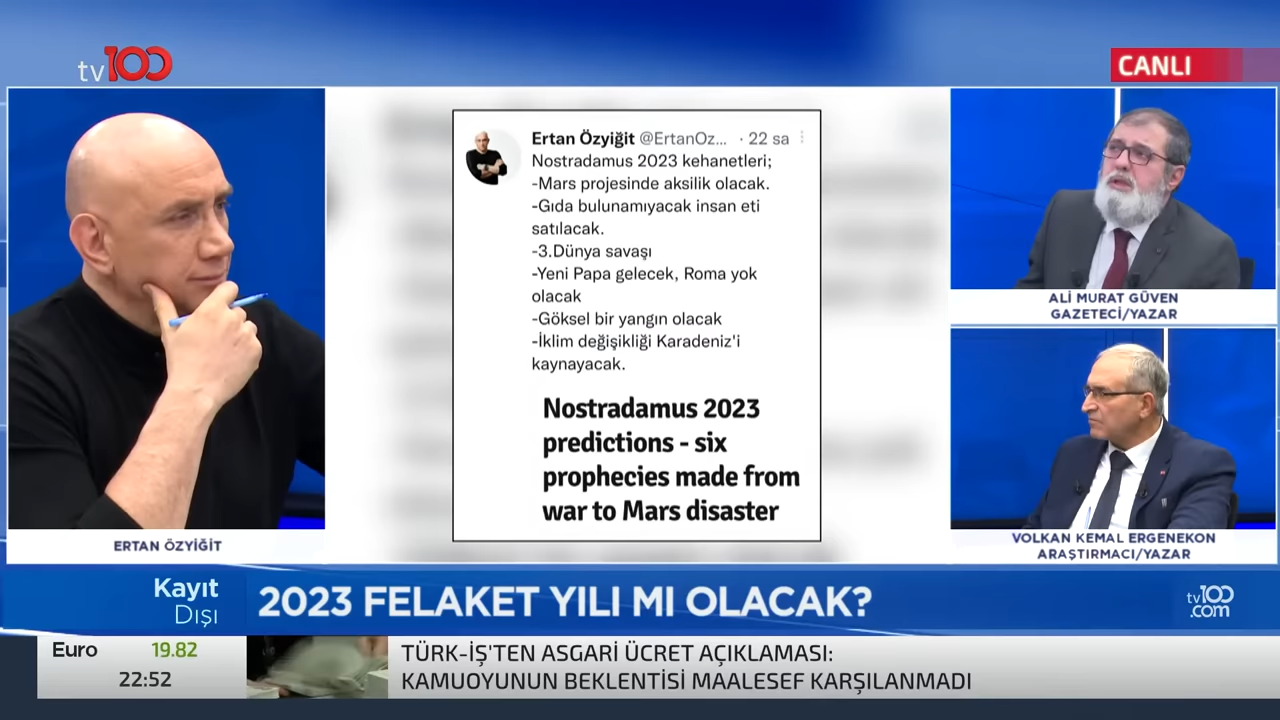 tv100
CANLI
Ertan Özyiğit @ErtanOz... · 22 sa
Nostradamus 2023 kehanetleri;
-Mars projesinde aksilik olacak.
-Gıda bulunamıyacak insan eti
satılacak.
-3.Dünya savaşı
-Yeni Papa gelecek, Roma yok
olacak
-Göksel bir yangın olacak
-İklim değişikliği Karadeniz'i
kaynayacak.
Nostradamus 2023
predictions - six
prophecies made from
war to Mars disaster
ALİ MURAT GÜVEN
GAZETECİ/YAZAR
ERTAN ÖZYİĞİT
VOLKAN KEMAL ERGENEKON
ARAŞTIRMACI/YAZAR
Kayıt
Dışı
2023 FELAKET YILI MI OLACAK?
tv100
.com
Euro 19.82
22:52
TÜRK-İŞ'TEN ASGARİ ÜCRET AÇIKLAMASI:
KAMUOYUNUN BEKLENTİSİ MAALESEF KARŞILANMADI